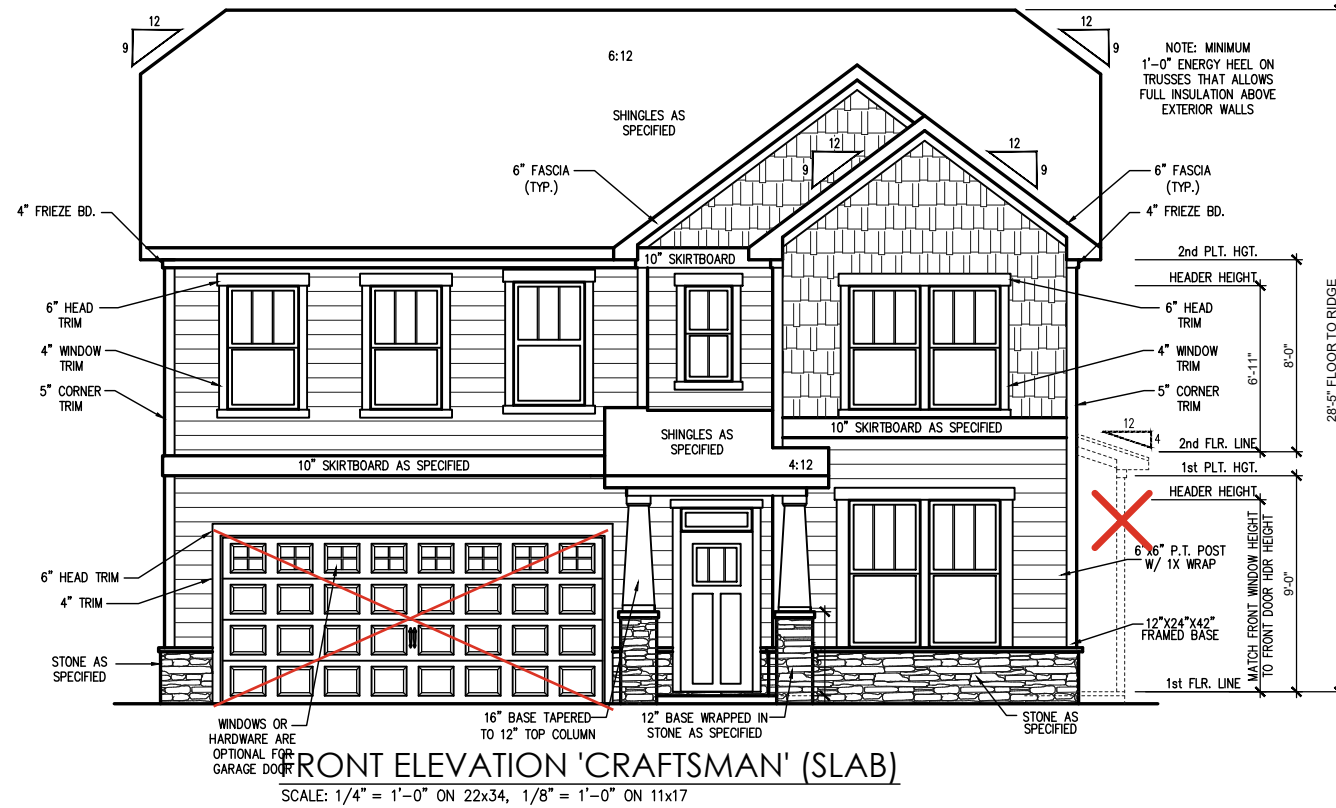 12
9
12
9
6:12
NOTE: MINIMUM
1'-0" ENERGY HEEL ON
TRUSSES THAT ALLOWS
FULL INSULATION ABOVE
EXTERIOR WALLS
SHINGLES AS
SPECIFIED
12
9
12
9
6" FASCIA
(TYP.)
6" FASCIA
(TYP.)
4" FRIEZE BD.
4" FRIEZE BD.
10" SKIRTBOARD
2nd PLT. HGT.
HEADER HEIGHT
6" HEAD
TRIM
6" HEAD
TRIM
4" WINDOW
TRIM
4" WINDOW
TRIM
5" CORNER
TRIM
5" CORNER
TRIM
6'-11"
8'-0"
28'-5" FLOOR TO RIDGE
SHINGLES AS
SPECIFIED
4:12
10" SKIRTBOARD AS SPECIFIED
10" SKIRTBOARD AS SPECIFIED
12
4
2nd FLR. LINE
1st PLT. HGT.
HEADER HEIGHT
6"X6" P.T. POST
W/ 1X WRAP
MATCH FRONT WINDOW HEIGHT
TO FRONT DOOR HDR HEIGHT
9'-0"
6" HEAD TRIM
4" TRIM
12"X24"X42"
FRAMED BASE
STONE AS
SPECIFIED
1st FLR. LINE
WINDOWS OR
HARDWARE ARE
OPTIONAL FOR
GARAGE DOOR
16" BASE TAPERED
TO 12" TOP COLUMN
12" BASE WRAPPED IN
STONE AS SPECIFIED
STONE AS
SPECIFIED
FRONT ELEVATION 'CRAFTSMAN' (SLAB)
SCALE: 1/4" = 1'-0" ON 22x34, 1/8" = 1'-0" ON 11x17